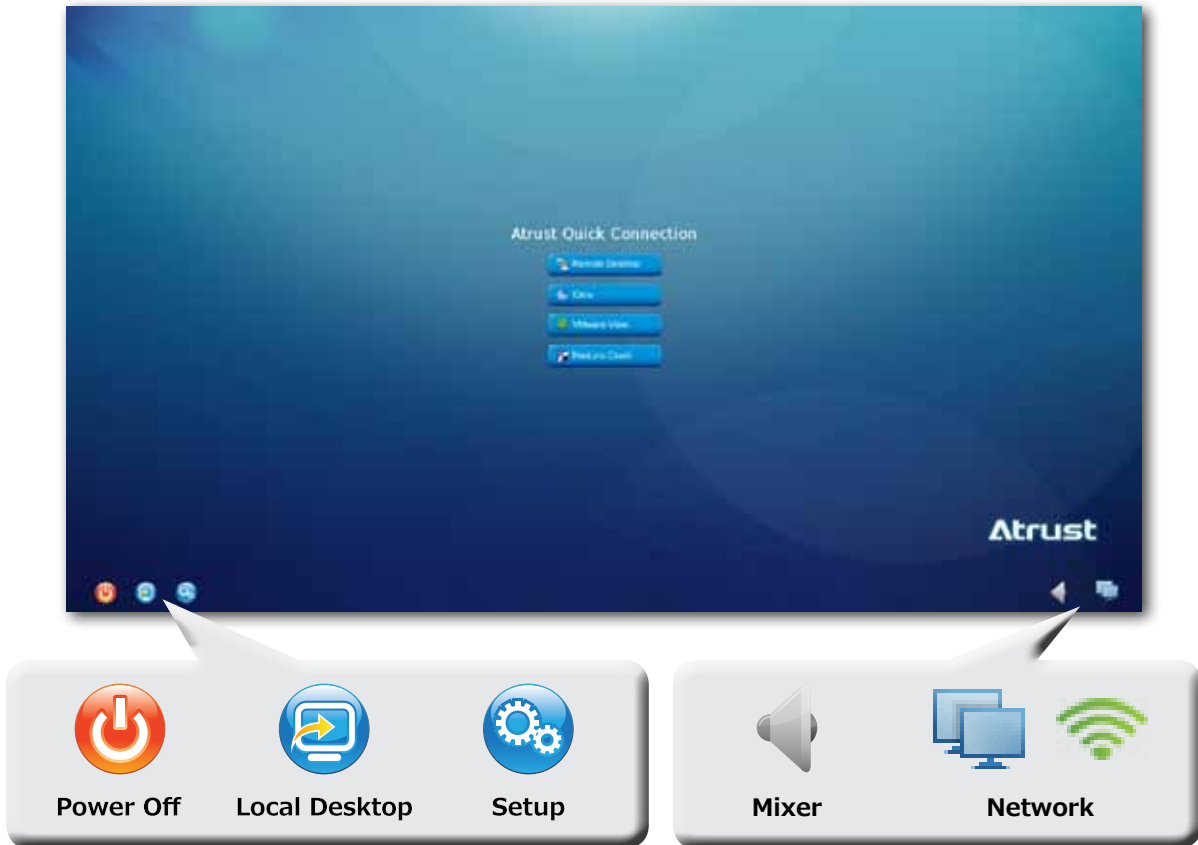 Atrust Quick Connection
Remote Desktop
Citrix
VMware View
Atrust
Power Off
Local Desktop
Setup
Mixer
Network